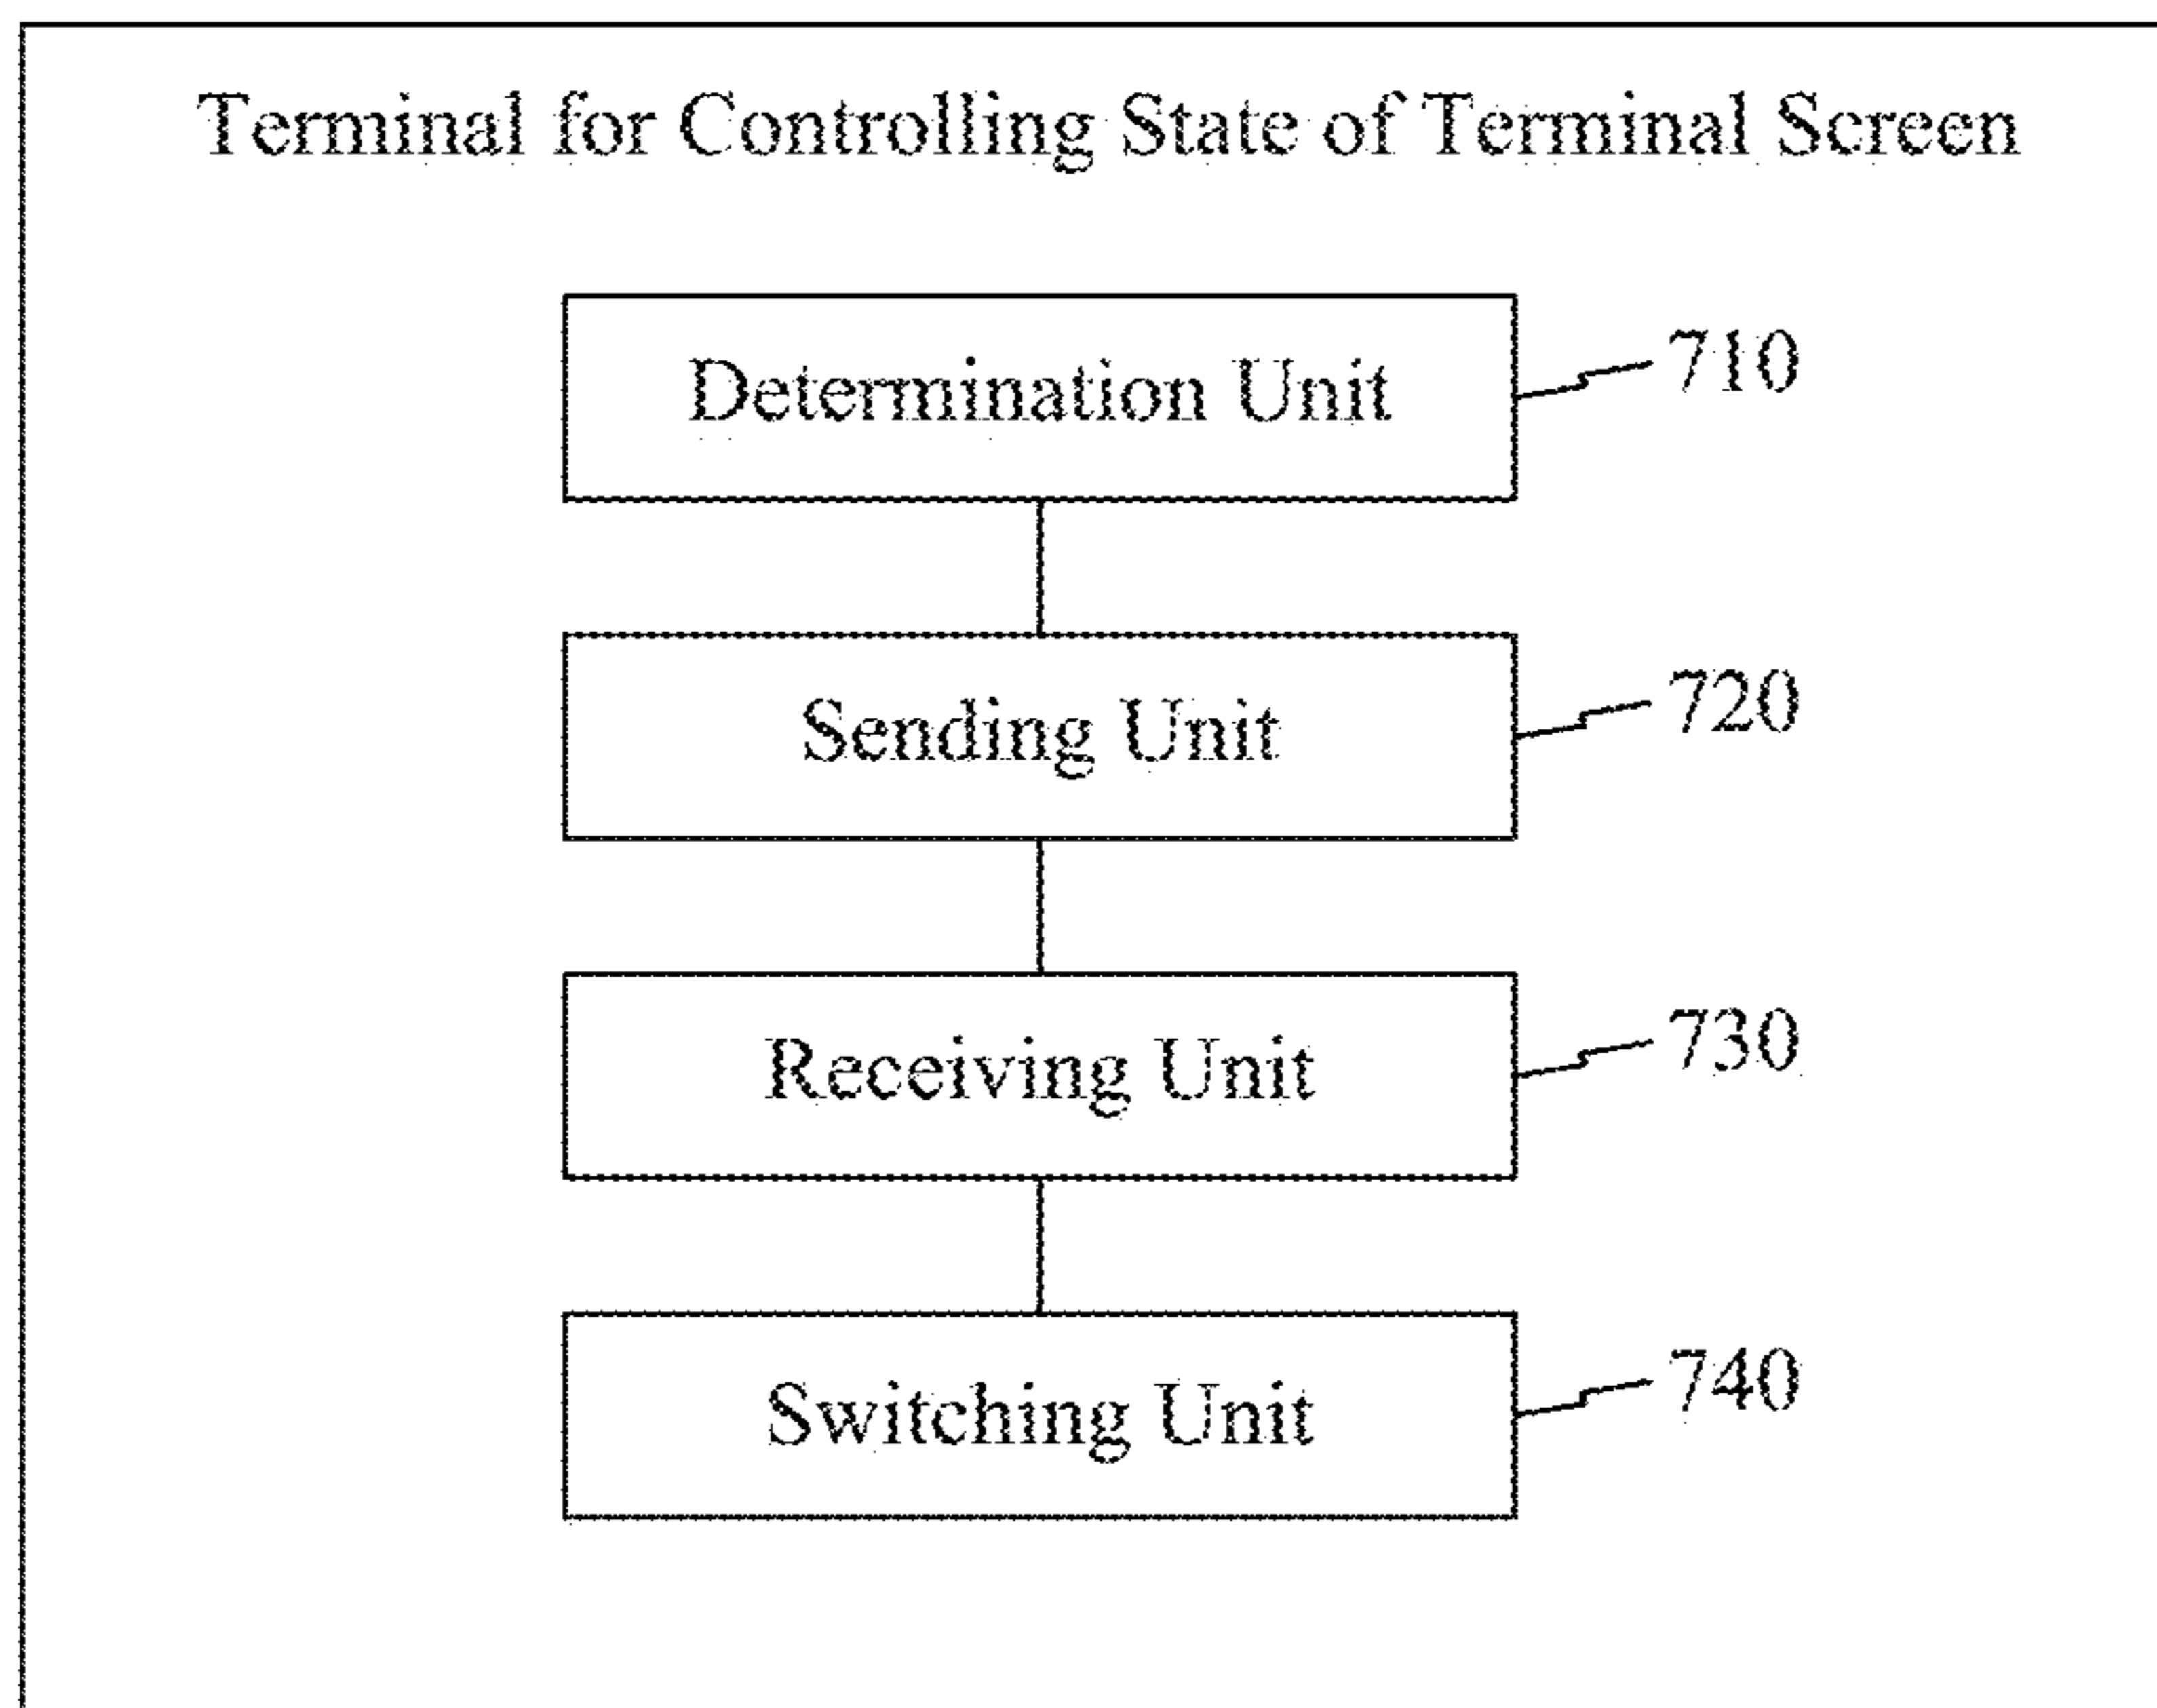 Terminal for Controlling State of Terminal Screen
Determination Unit
710
Sending Unit
720
Receiving Unit
730
Switching Unit
740